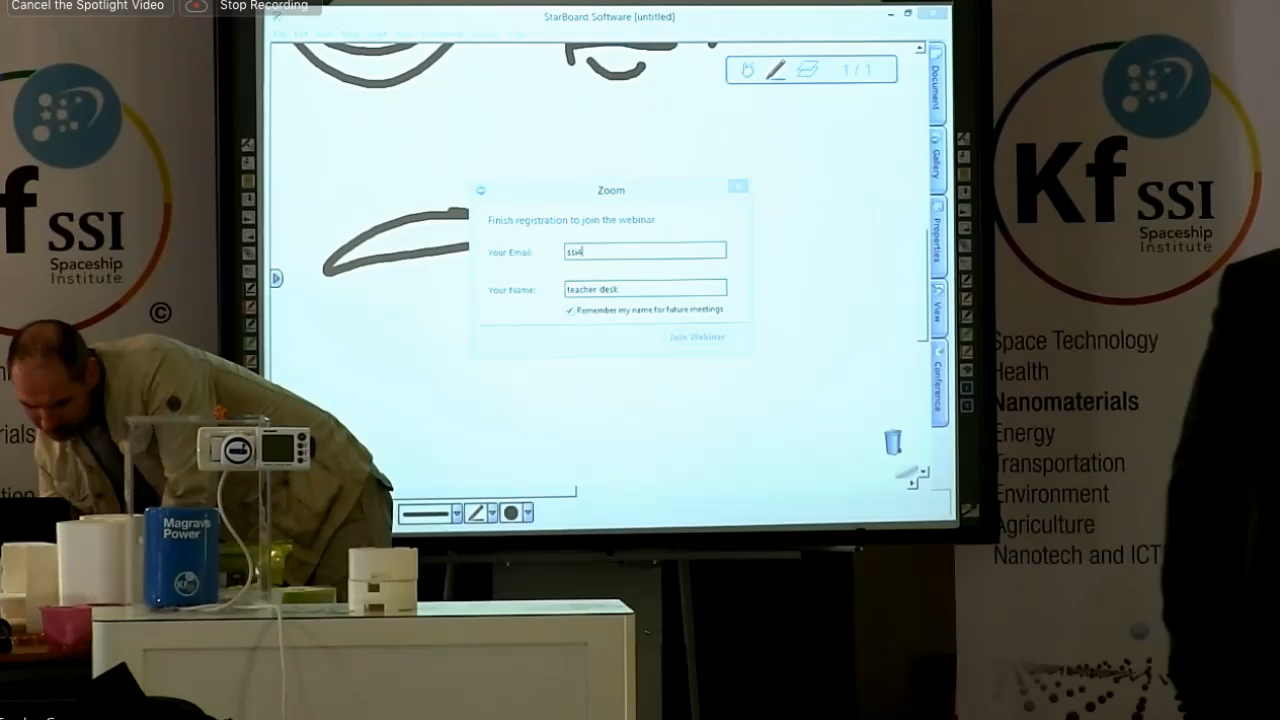 Cancel the Spotlight Video
Stop Recording
StarBoard Software [untitled]
1 / 1
Document
Gallery
Properties
View
Conference
Zoom
Finish registration to join the webinar.
Your Email:
Your Name:
teacher desk
Remember my name for future meetings
Join Webinar
f SSI
Spaceship
Institute
©
Kf SSI
Spaceship
Institute
Space Technology
Health
Nanomaterials
Energy
Transportation
Environment
Agriculture
Nanotech and ICT
Magravs
Power